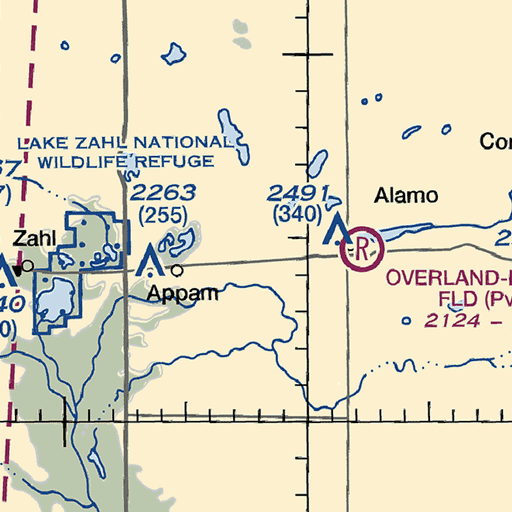 LAKE ZAHL NATIONAL
WILDLIFE REFUGE
2263
(255)
2491
(340)
Alamo
Zahl
Appam
R
OVERLAND-
FLD (Pv
2124 -